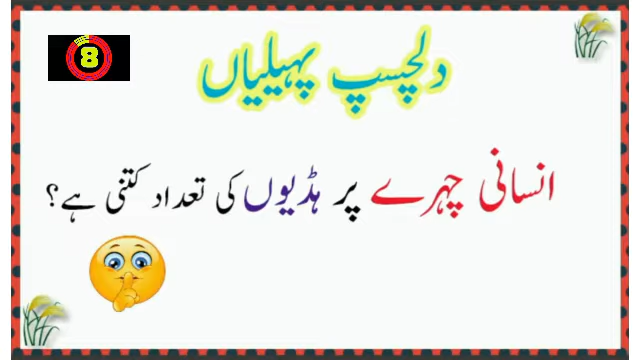 8
دلچسپ پہیلیاں
انسانی چہرے پر ہڈیوں کی تعداد کتنی ہے؟